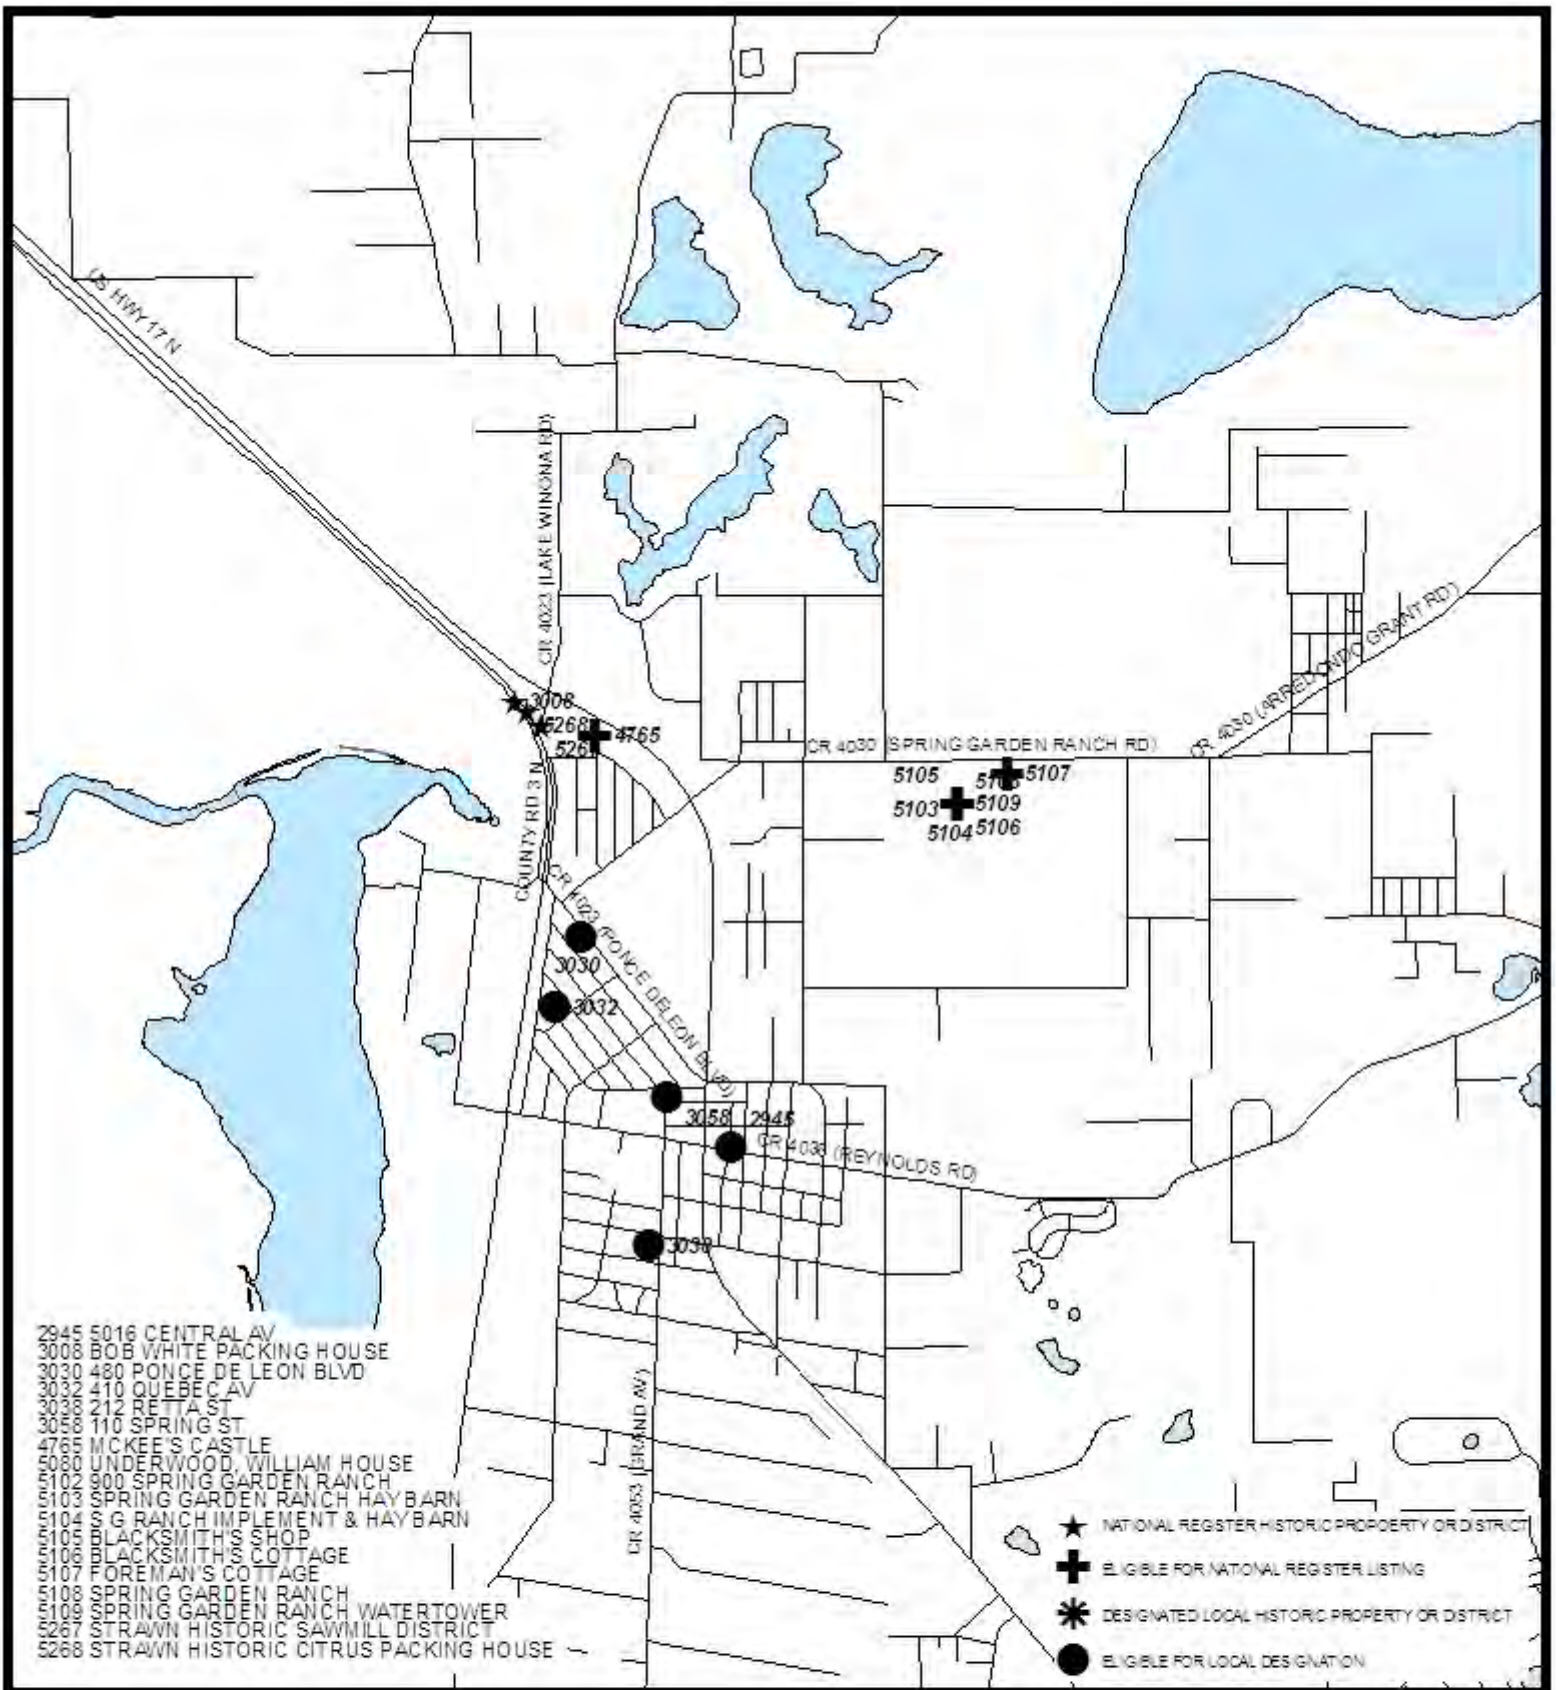 US HWY 17 N
CR 4023 (LAKE WINONA RD)
3008
5268
5267
4765
CR 4030 (SPRING GARDEN RANCH RD)
CR 4030 (ARREDONDO GRANT RD)
5105
5107
5108
5103
5109
5104
5106
COUNTY RD 3 N
CR 4023 (PONCE DELEON BLVD)
3030
3032
3058
2945
(REYNOLDS RD)
3038
CR 4053 (GRAND AV)
2945 5016 CENTRAL AV
3008 BOB WHITE PACKING HOUSE
3030 480 PONCE DE LEON BLVD
3032 410 QUEBEC AV
3038 212 RETTA ST
3058 110 SPRING ST
4765 MCKEE'S CASTLE
5080 UNDERWOOD, WILLIAM HOUSE
5102 900 SPRING GARDEN RANCH
5103 SPRING GARDEN RANCH HAY BARN
5104 S G RANCH IMPLEMENT & HAY BARN
5105 BLACKSMITH'S SHOP
5106 BLACKSMITH'S COTTAGE
5107 FOREMAN'S COTTAGE
5108 SPRING GARDEN RANCH
5109 SPRING GARDEN RANCH WATERTOWER
5267 STRAWN HISTORIC SAWMILL DISTRICT
5268 STRAWN HISTORIC CITRUS PACKING HOUSE
NATIONAL REGISTER HISTORIC PROPOERTY OR DISTRICT
ELIGIBLE FOR NATIONAL REGISTER LISTING
DESIGNATED LOCAL HISTORIC PROPERTY OR DISTRICT
ELIGIBLE FOR LOCAL DESIGNATION